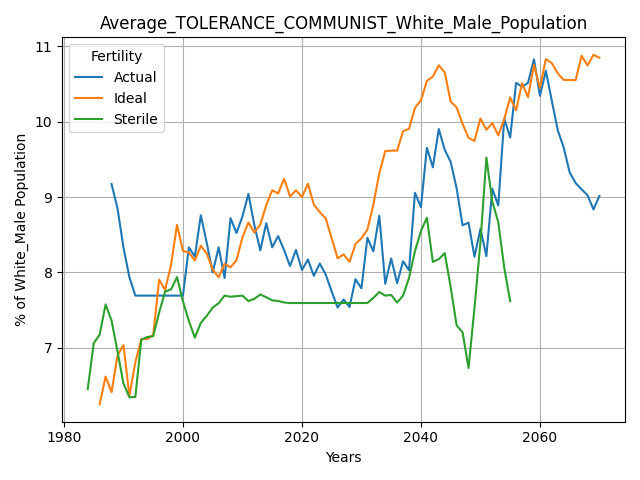 Average_TOLERANCE_COMMUNIST_White_Male_Population
Fertility
Actual
Ideal
Sterile
% of White_Male Population
11
10
9
8
7
1980
2000
2020
2040
2060
Years